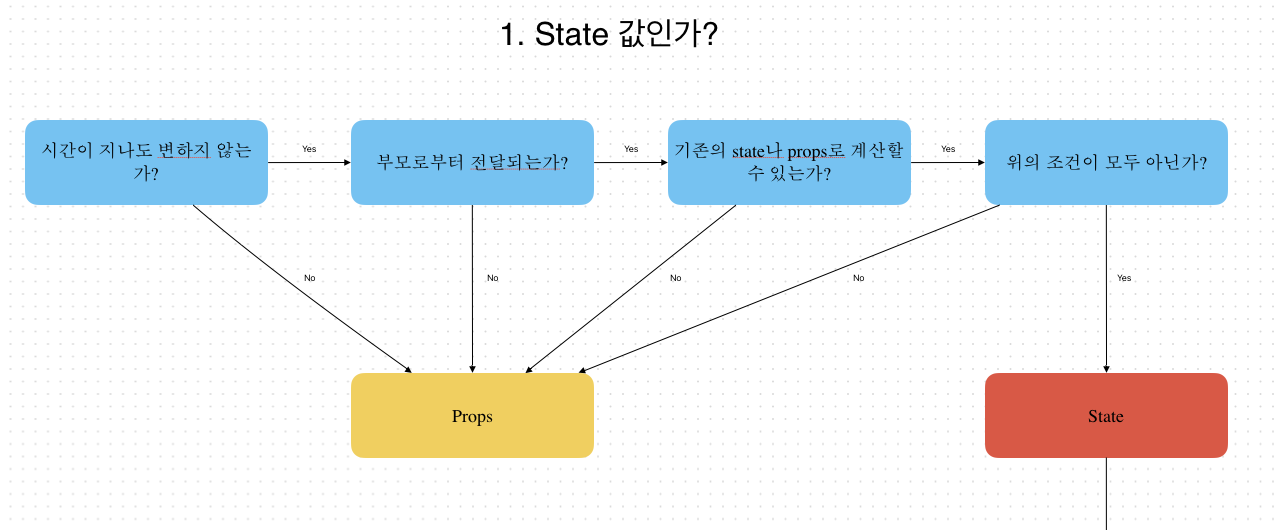 1. State 값인가?
시간이 지나도 변하지 않는
가?
Yes
부모로부터 전달되는가?
Yes
기존의 state나 props로 계산할
수 있는가?
Yes
위의 조건이 모두 아닌가?
No
No
No
No
Yes
Props
State